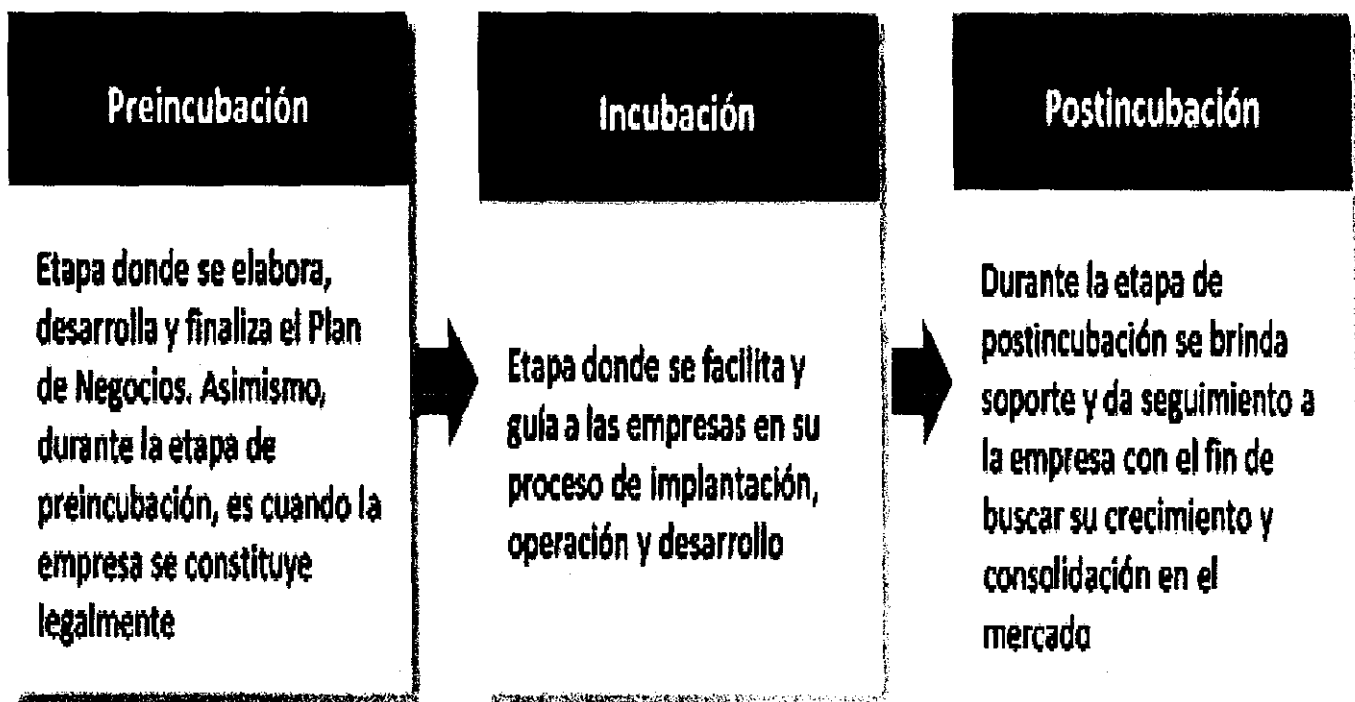 Preincubación
Etapa donde se elabora,
desarrolla y finaliza el Plan
de Negocios. Asimismo,
durante la etapa de
preincubación, es cuando la
empresa se constituye
legalmente
Incubación
Etapa donde se facilita y
guía a las empresas en su
proceso de implantación,
operación y desarrollo
Postincubación
Durante la etapa de
postincubación se brinda
soporte y da seguimiento a
la empresa con el fin de
buscar su crecimiento y
consolidación en el
mercado